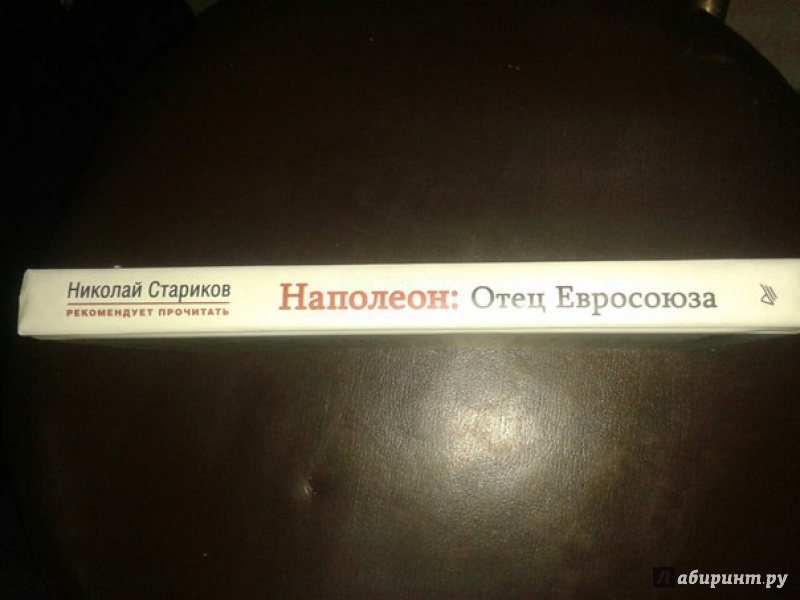 Николай Стариков
РЕКОМЕНДУЕТ ПРОЧИТАТЬ
Наполеон: Отец Евросоюза
Лабиринт.ру